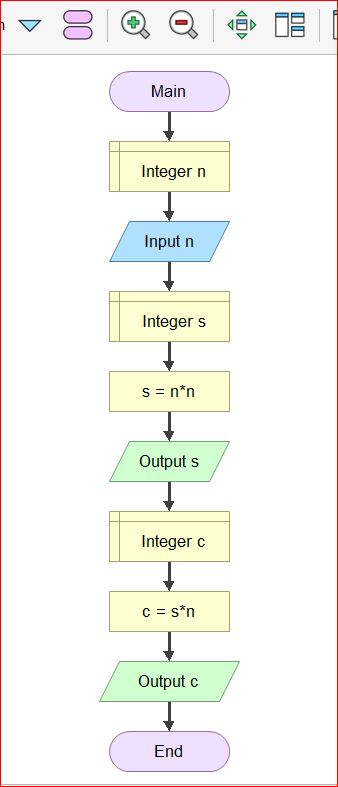 Main
Integer n
Input n
Integer s
s = n*n
Output s
Integer c
c = s*n
Output c
End